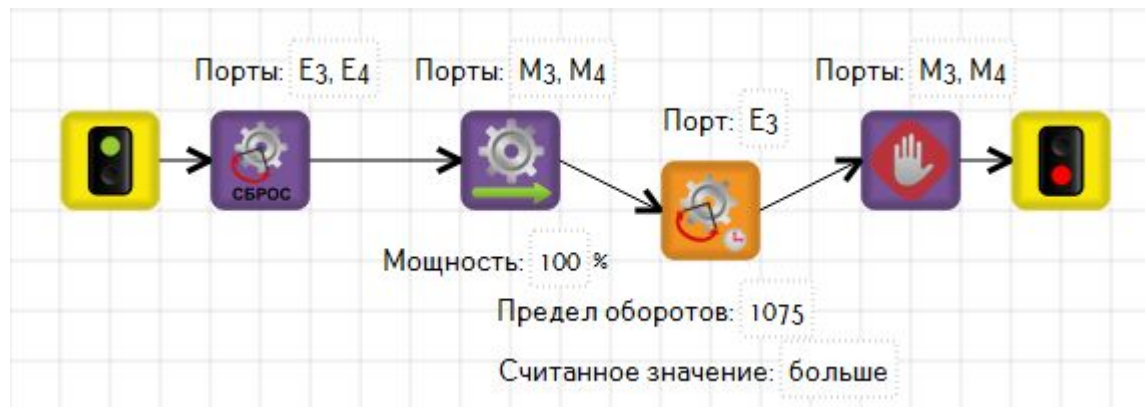 Порты: E3, E4
Порты: M3, M4
Порты: M3, M4
Порт: E3
СБРОС
Мощность: 100 %
Предел оборотов: 1075
Считанное значение: больше